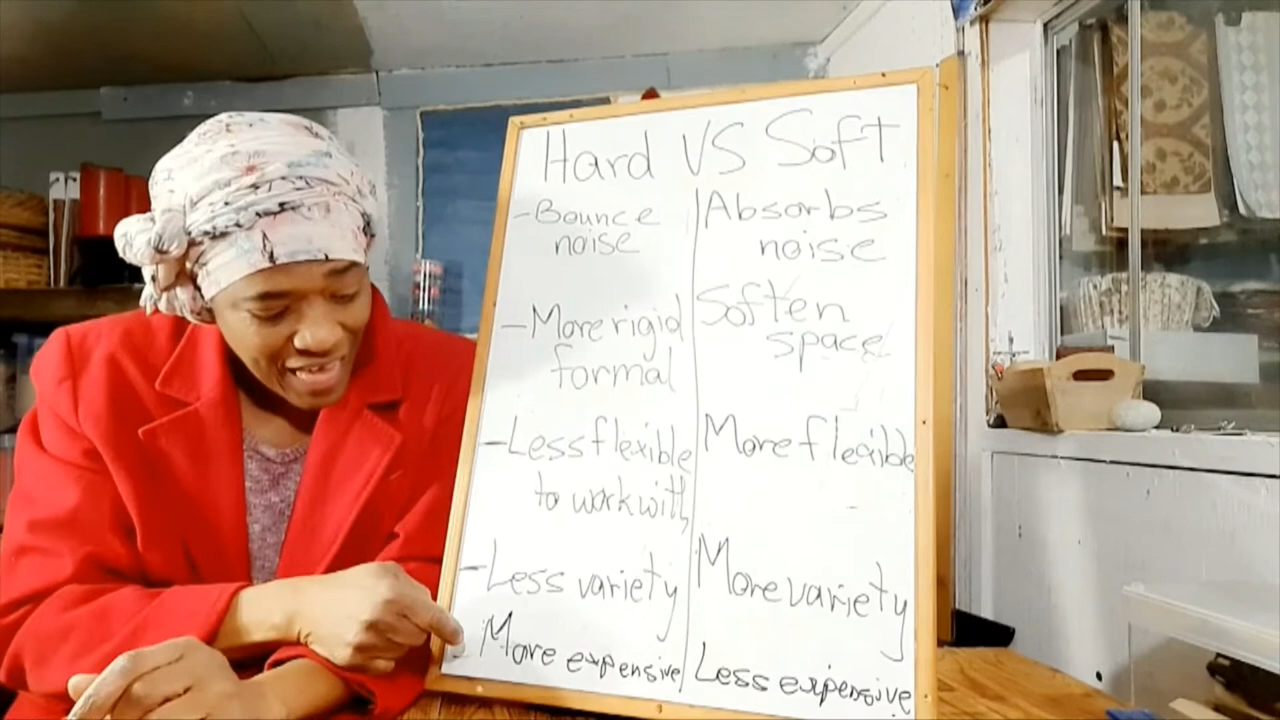 Hard VS Soft
-Bounce
noise
-More rigid
formal
-Less flexible
to work with
-Less variety
More expensive
Absorbs
noise
Soften
space
More flexible
More variety
Less expensive